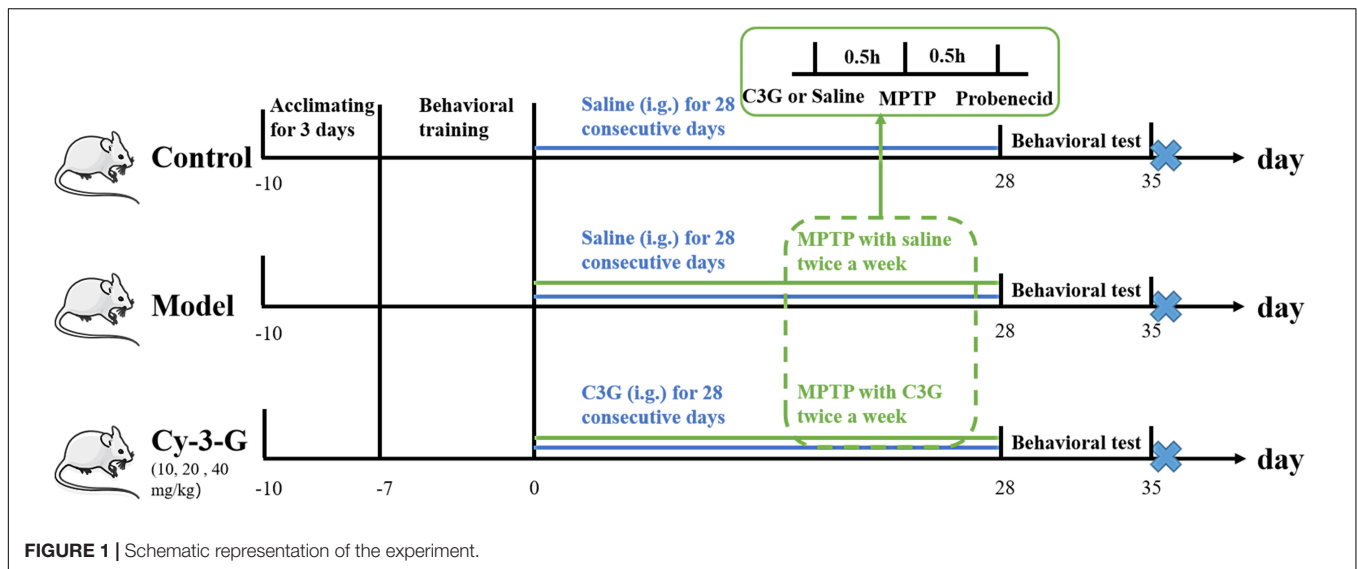 0.5h 0.5h
C3G or Saline MPTP Probenecid
Acclimating
for 3 days
Behavioral
training
Saline (i.g.) for 28
consecutive days
Control
Behavioral test
day
-10 28 35
Saline (i.g.) for 28
consecutive days
MPTP with saline
twice a week
Model
Behavioral test
day
-10 28 35
C3G (i.g.) for 28
consecutive days
MPTP with C3G
twice a week
Cy-3-G
(10, 20 , 40
mg/kg)
Behavioral test
day
-10 -7 0 28 35
FIGURE 1 | Schematic representation of the experiment.